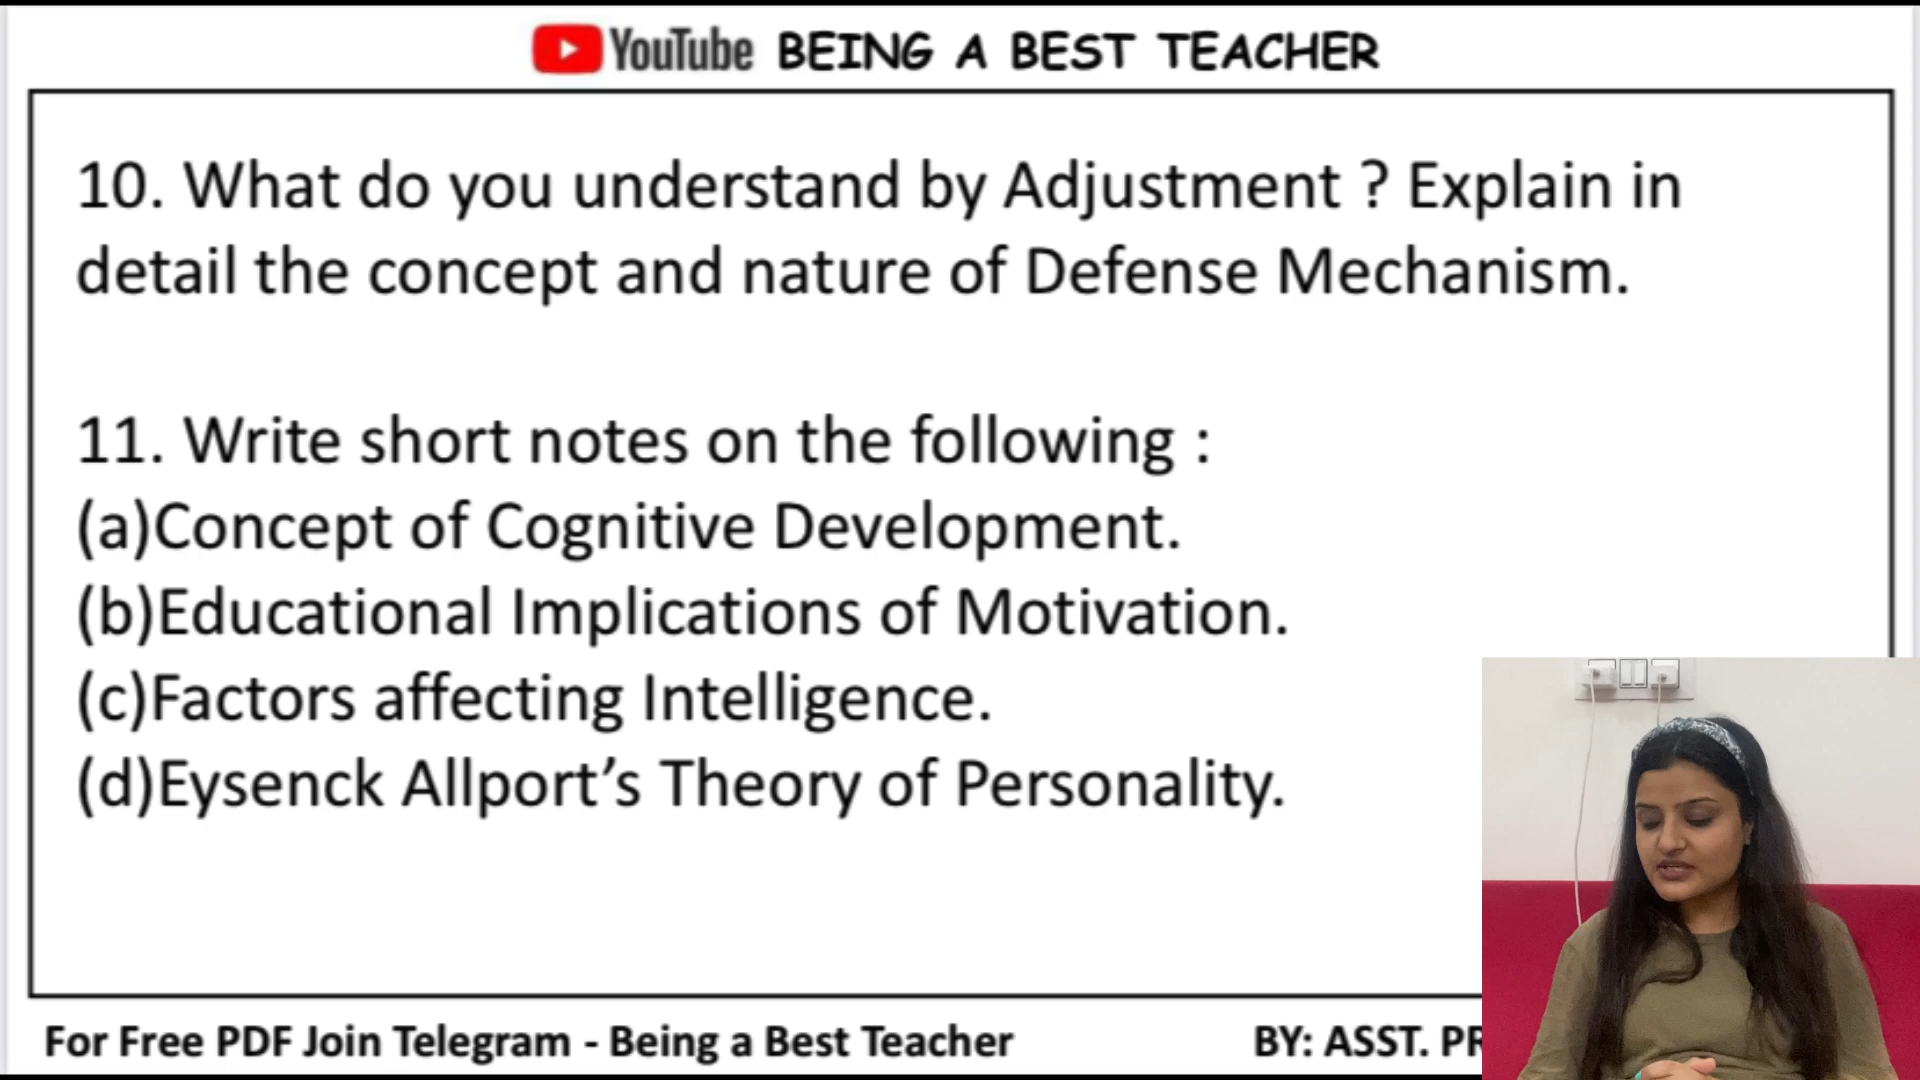 YouTube BEING A BEST TEACHER
10. What do you understand by Adjustment ? Explain in
detail the concept and nature of Defense Mechanism.
11. Write short notes on the following :
(a)Concept of Cognitive Development.
(b)Educational Implications of Motivation.
(c)Factors affecting Intelligence.
(d)Eysenck Allport’s Theory of Personality.
For Free PDF Join Telegram - Being a Best Teacher
BY: ASST.